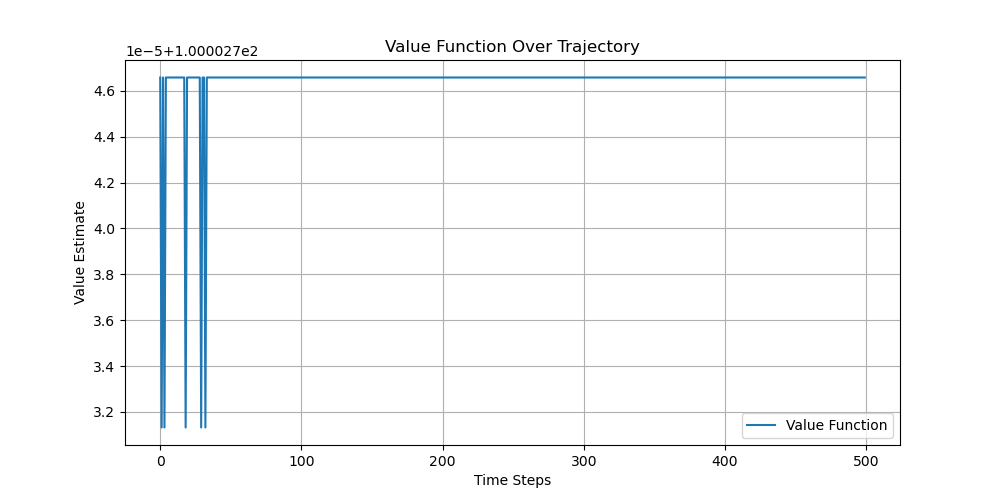 Value Function Over Trajectory
1e−5+1.000027e2
4.6
4.4
4.2
4.0
3.8
3.6
3.4
3.2
Value Estimate
0 100 200 300 400 500
Time Steps
Value Function